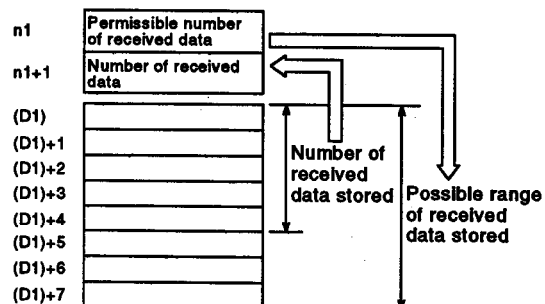 n1
Permissible number
of received data
n1+1
Number of received
data
(D1)
(D1)+1
(D1)+2
(D1)+3
(D1)+4
(D1)+5
(D1)+6
(D1)+7
Number of
received
data stored
Possible range
of received
data stored